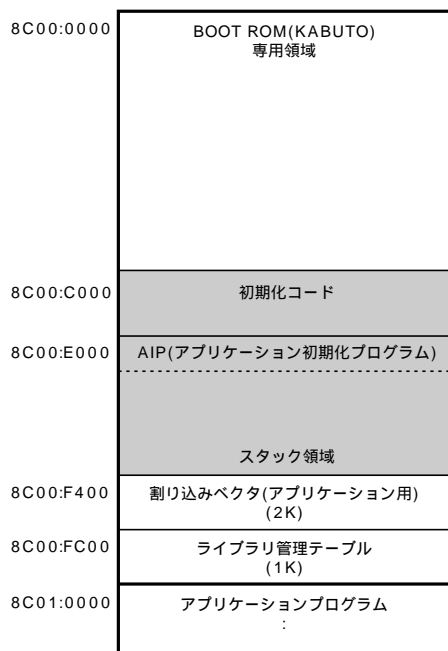 8C00:0000
BOOT ROM(KABUTO)
専用領域
8C00:C000
初期化コード
8C00:E000
AIP(アプリケーション初期化プログラム)
スタック領域
8C00:F400
割り込みベクタ(アプリケーション用)
(2K)
8C00:FC00
ライブラリ管理テーブル
(1K)
8C01:0000
アプリケーションプログラム
: